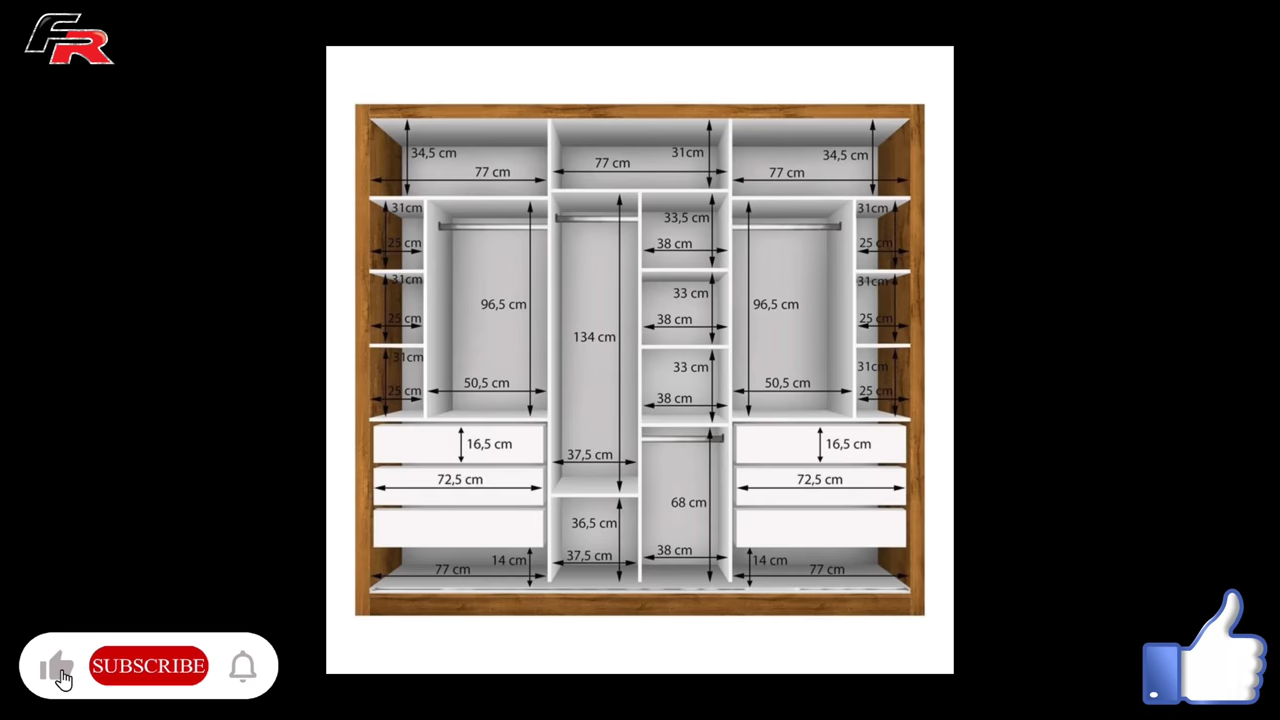 FR
34,5 cm
77 cm
77 cm
31cm
34,5 cm
77 cm
31cm
25 cm
31cm
25 cm
31cm
25 cm
96,5 cm
50,5 cm
134 cm
37,5 cm
33,5 cm
38 cm
33 cm
38 cm
33 cm
38 cm
96,5 cm
50,5 cm
31cm
25 cm
31cm
25 cm
31cm
25 cm
16,5 cm
72,5 cm
14 cm
77 cm
36,5 cm
37,5 cm
68 cm
38 cm
16,5 cm
72,5 cm
14 cm
77 cm
SUBSCRIBE